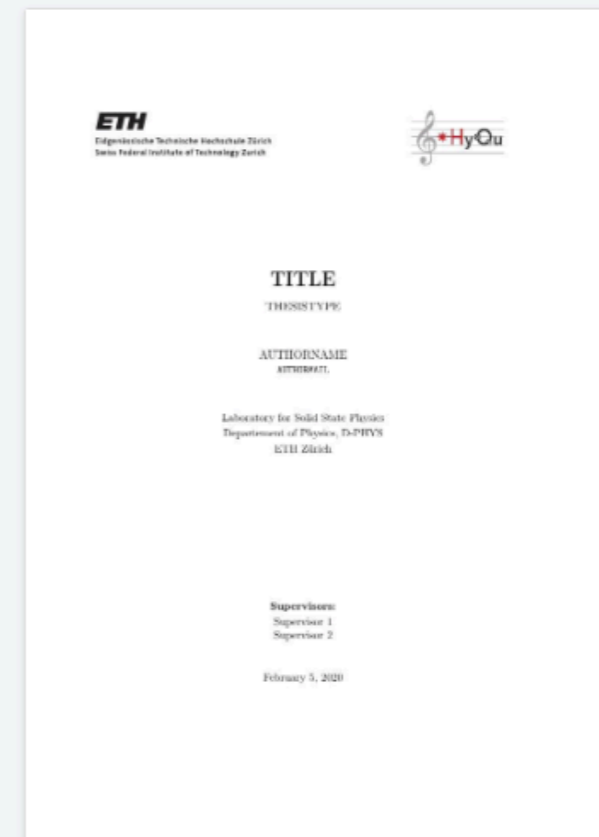 ETH
Eidgenössische Technische Hochschule Zürich
Swiss Federal Institute of Technology Zurich
HyQu
TITLE
THESISTYPE
AUTHORNAME
AUTHORMAIL
Laboratory for Solid State Physics
Departement of Physics, D-PHYS
ETH Zürich
Supervisors:
Supervisor 1
Supervisor 2
February 5, 2020